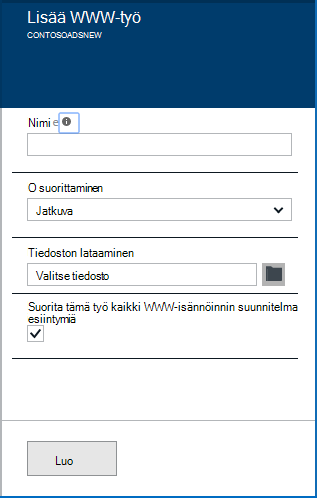 Lisää WWW-työ
CONTOSOADSNEW
Nimi e
O suorittaminen
Jatkuva
Tiedoston lataaminen
Valitse tiedosto
Suorita tämä työ kaikki WWW-isännöinnin suunnitelma
esiintymiä
Luo